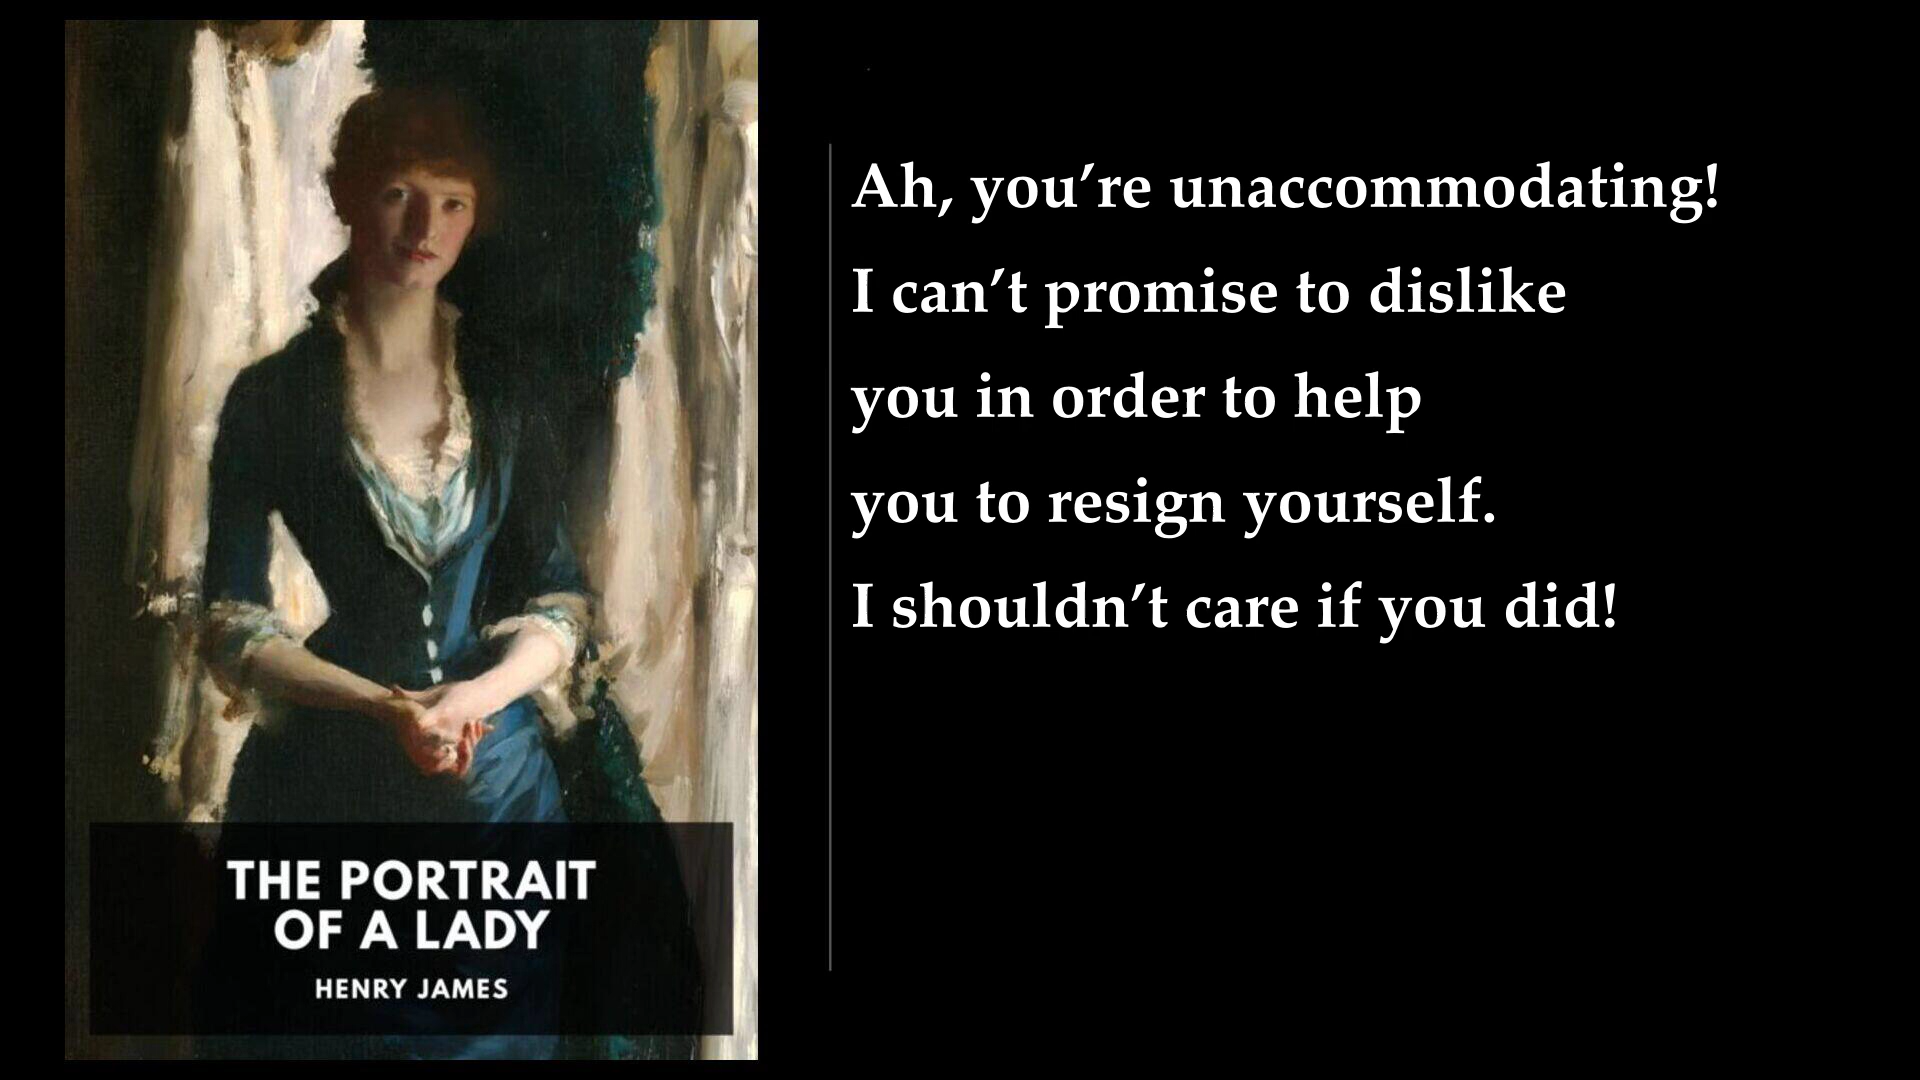 Ah, you’re unaccommodating!
I can’t promise to dislike
you in order to help
you to resign yourself.
I shouldn’t care if you did!
THE PORTRAIT
OF A LADY
HENRY JAMES